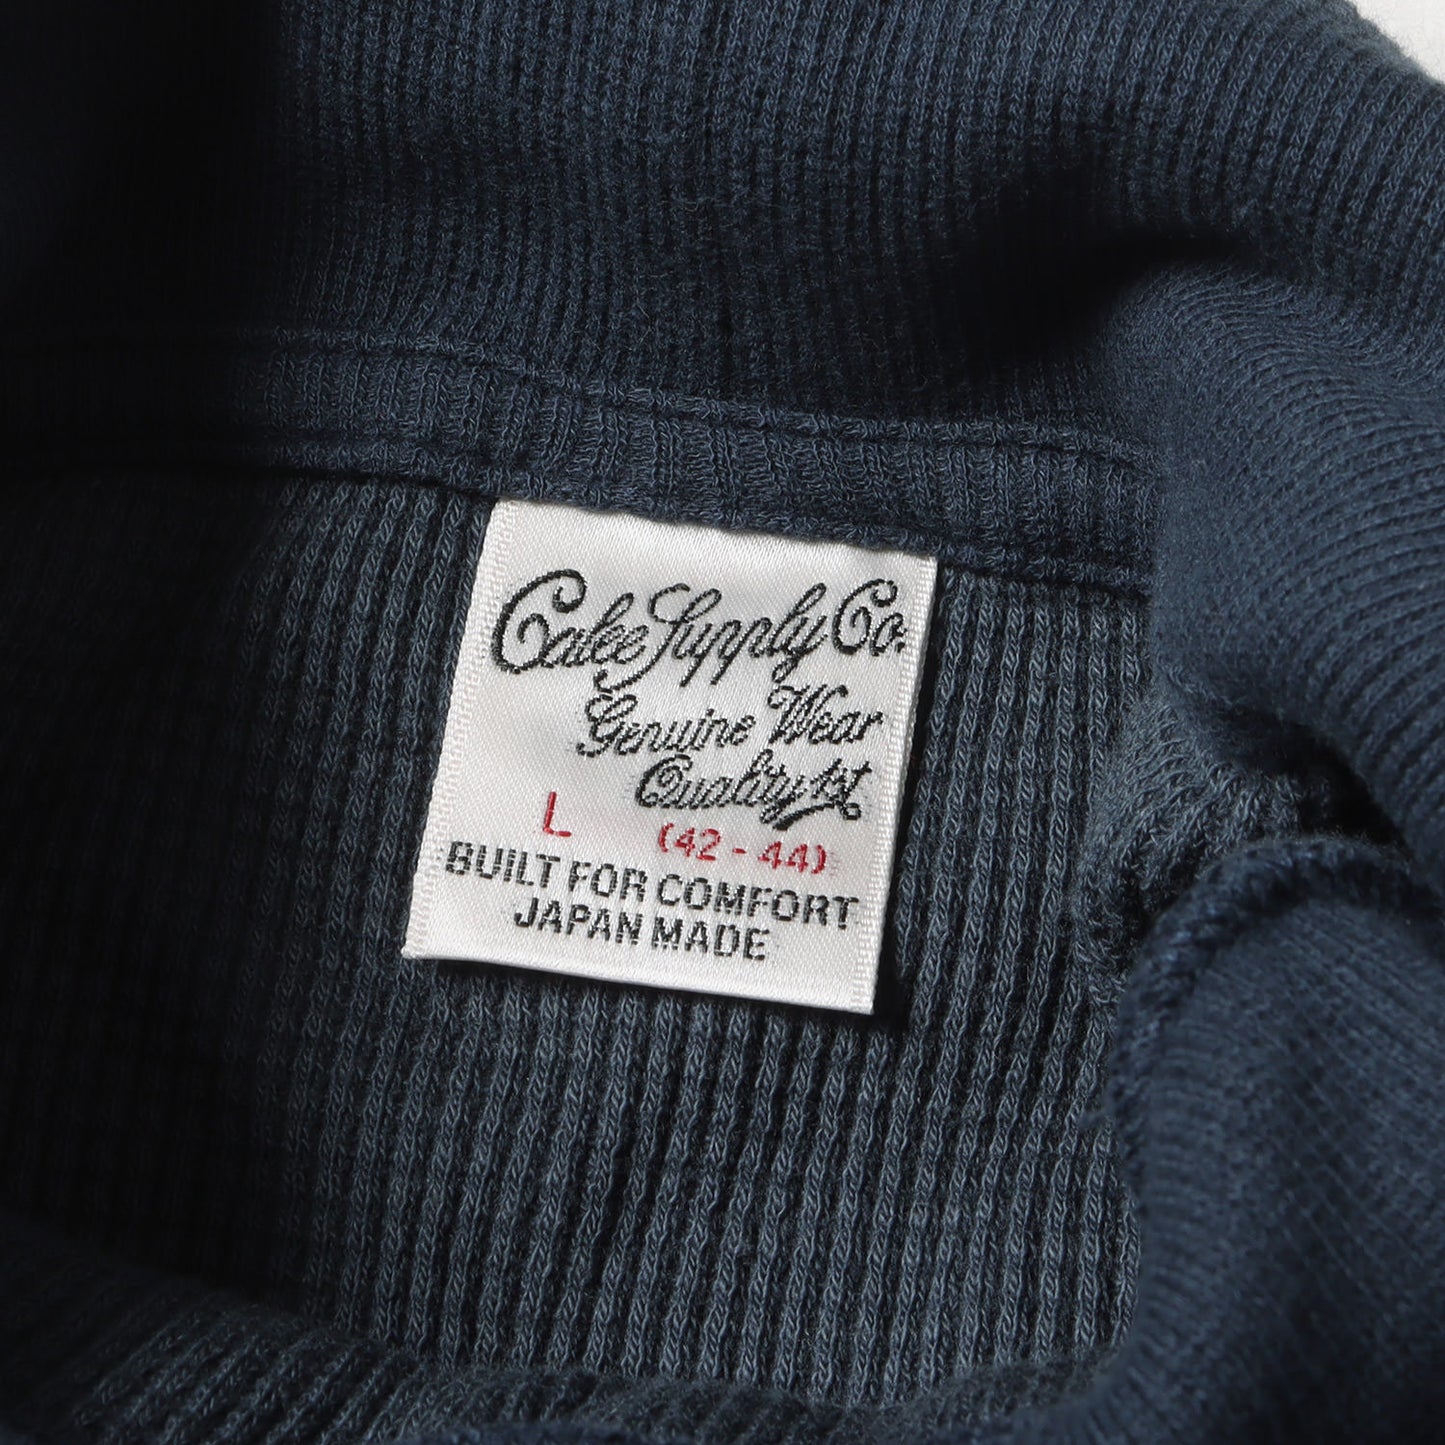 Calee Supply Co.
Genuine Wear
Quality 1st
L (42 - 44)
BUILT FOR COMFORT
JAPAN MADE